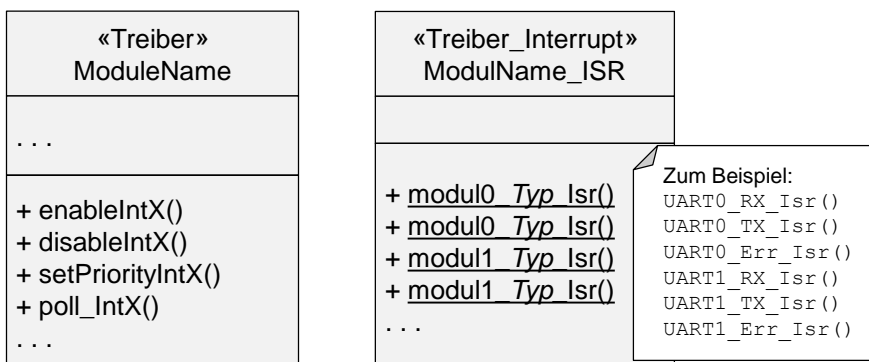 «Treiber»
ModuleName
. . .
+ enableIntX()
+ disableIntX()
+ setPriorityIntX()
+ poll_IntX()
. . .
«Treiber_Interrupt»
ModulName_ISR
+ modul0_Typ_Isr()
+ modul0_Typ_Isr()
+ modul1_Typ_Isr()
+ modul1_Typ_Isr()
. . .
Zum Beispiel:
UART0_RX_Isr()
UART0_TX_Isr()
UART0_Err_Isr()
UART1_RX_Isr()
UART1_TX_Isr()
UART1_Err_Isr()